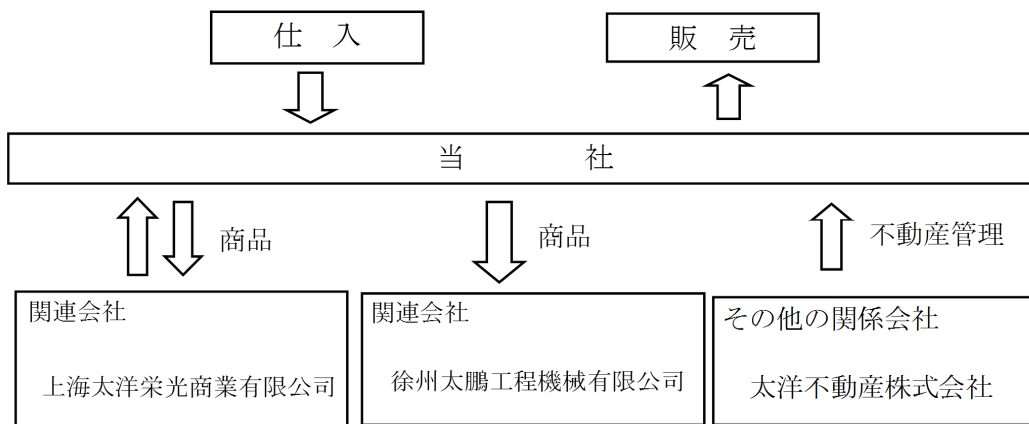 仕　入
販　売
当　　　社
商品
商品
不動産管理
関連会社
上海太洋栄光商業有限公司
関連会社
徐州太鵬工程機械有限公司
その他の関係会社
太洋不動産株式会社